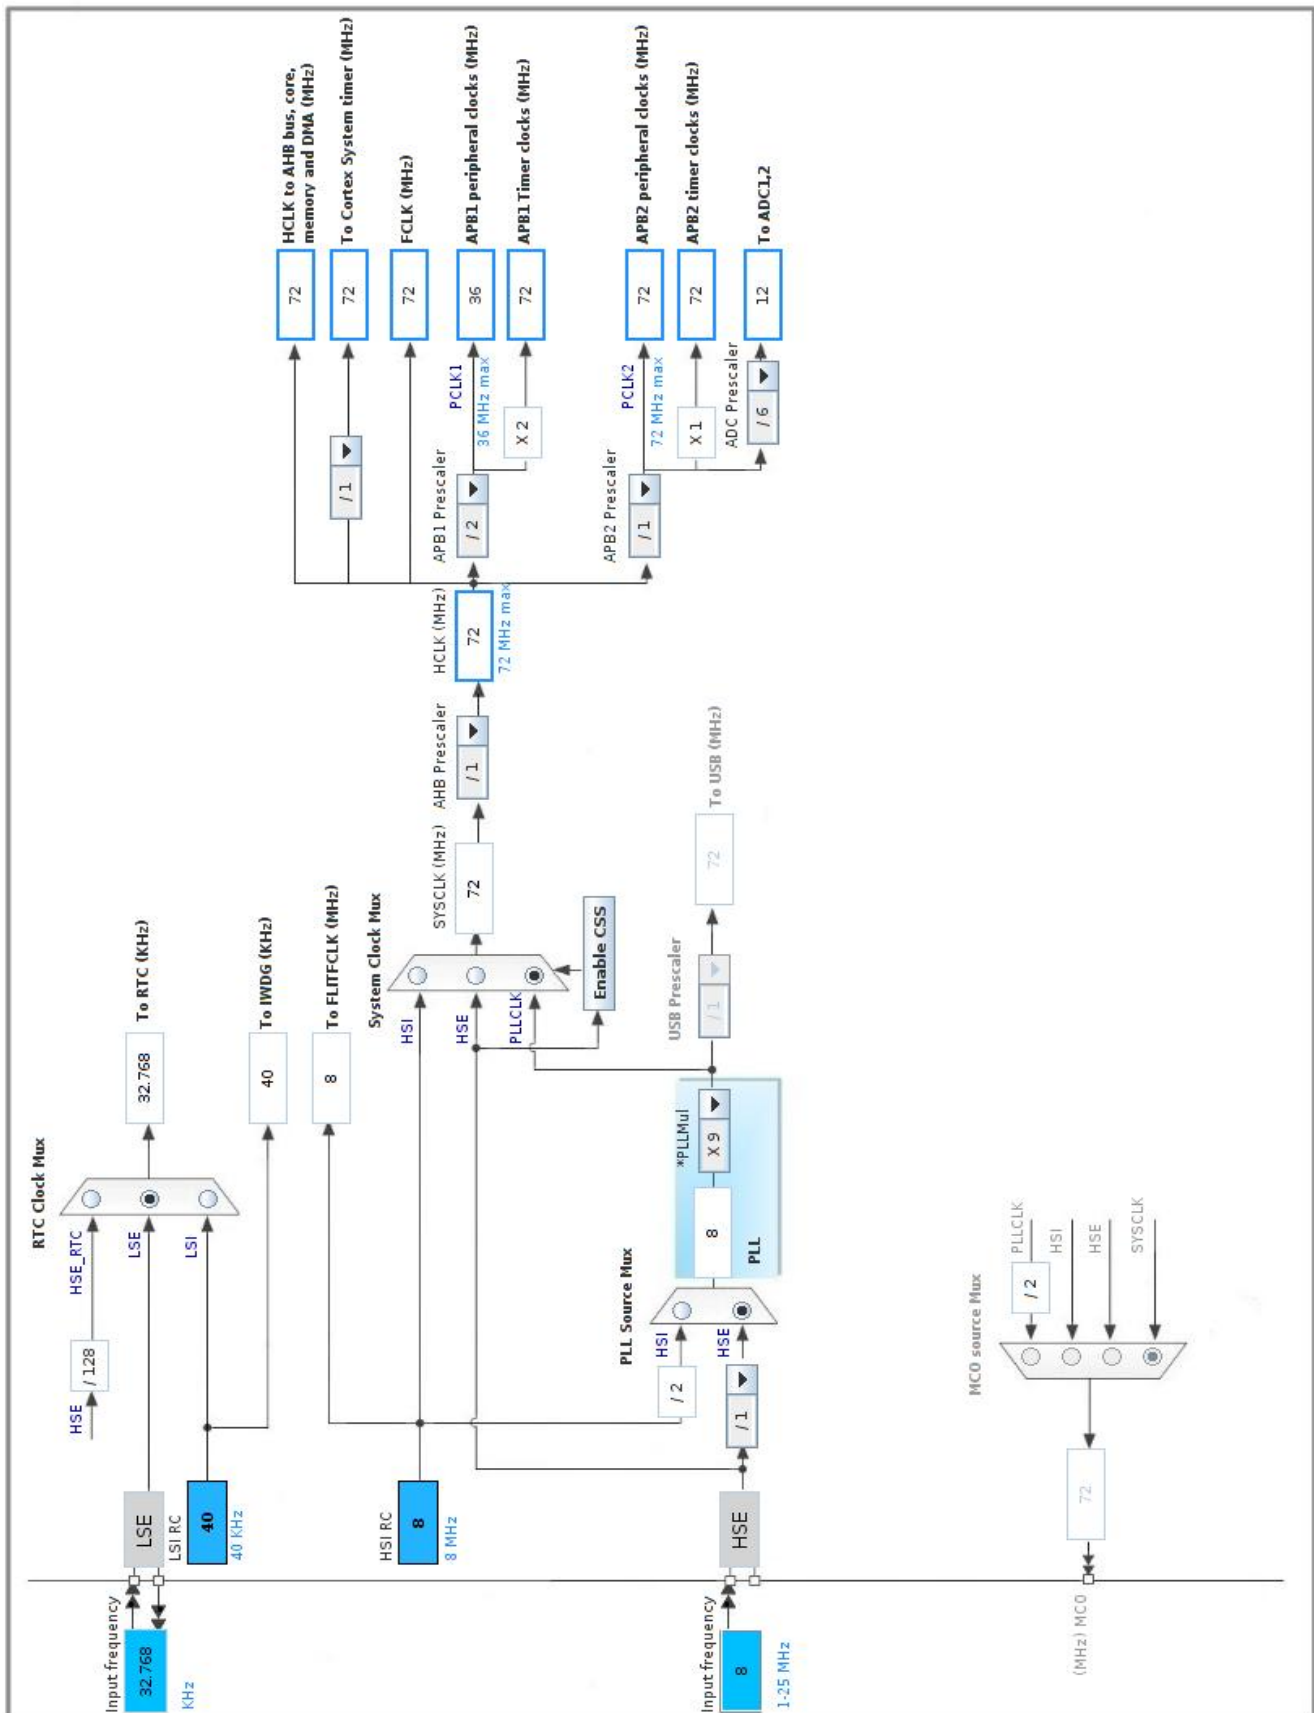 RTC Clock Mux
HSE
/ 128
HSE_RTC
LSE
LSI
32.768
To RTC (KHz)
Input frequency
32.768
KHz
LSE
LSI RC
40
40 KHz
40
To IWDG (KHz)
8
To FLITFCLK (MHz)
HSI RC
8
8 MHz
System Clock Mux
HSI
HSE
PLLCLK
Enable CSS
SYSCLK (MHz)
72
AHB Prescaler
/ 1
HCLK (MHz)
72
72 MHz max
72
HCLK to AHB bus, core,
memory and DMA (MHz)
/ 1
72
To Cortex System timer (MHz)
72
FCLK (MHz)
APB1 Prescaler
/ 2
PCLK1
36 MHz max
36
APB1 peripheral clocks (MHz)
X 2
72
APB1 Timer clocks (MHz)
APB2 Prescaler
/ 1
PCLK2
72 MHz max
72
APB2 peripheral clocks (MHz)
X 1
72
APB2 timer clocks (MHz)
ADC Prescaler
/ 6
12
To ADC1,2
PLL Source Mux
HSI
/ 2
HSE
/ 1
8
*PLLMul
X 9
PLL
USB Prescaler
/ 1
72
To USB (MHz)
Input frequency
8
1-25 MHz
HSE
MCO source Mux
PLLCLK
/ 2
HSI
HSE
SYSCLK
72
(MHz) MCO